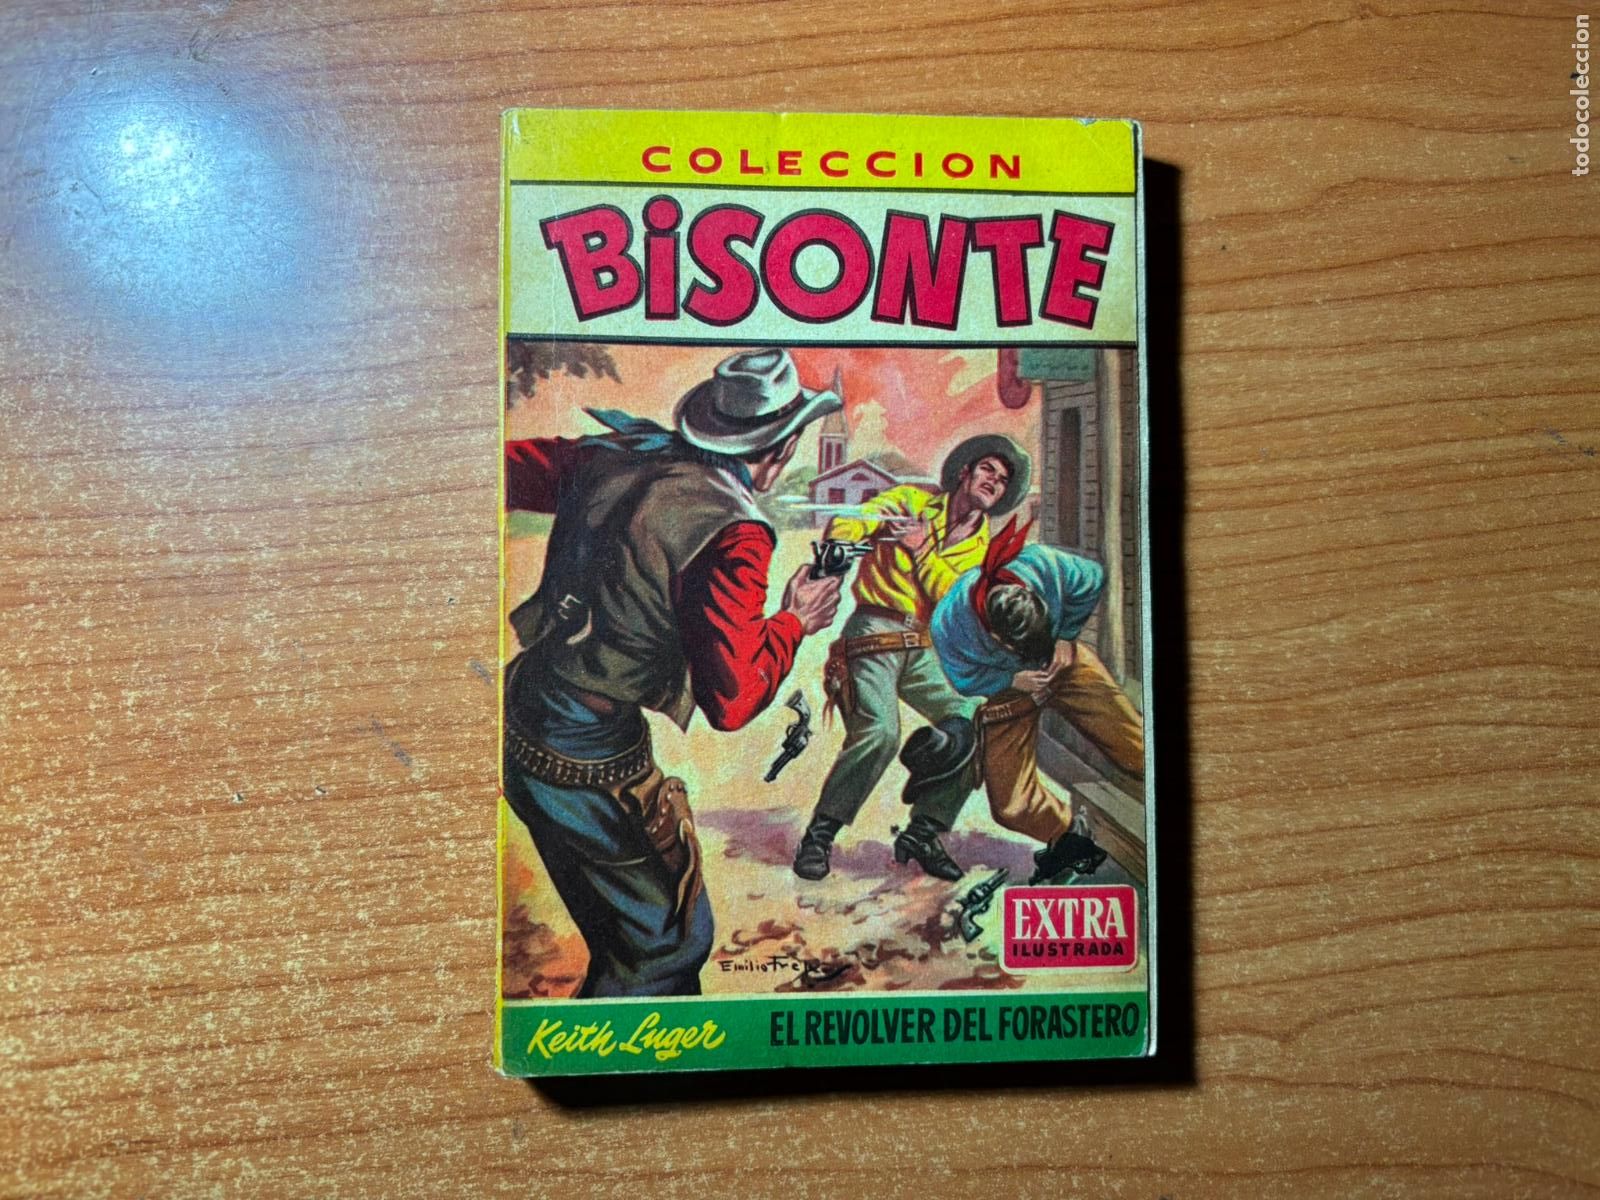 COLECCION
BiSONTE
EXTRA
ILUSTRADA
Keith Luger
EL REVOLVER DEL FORASTERO
todocoleccion